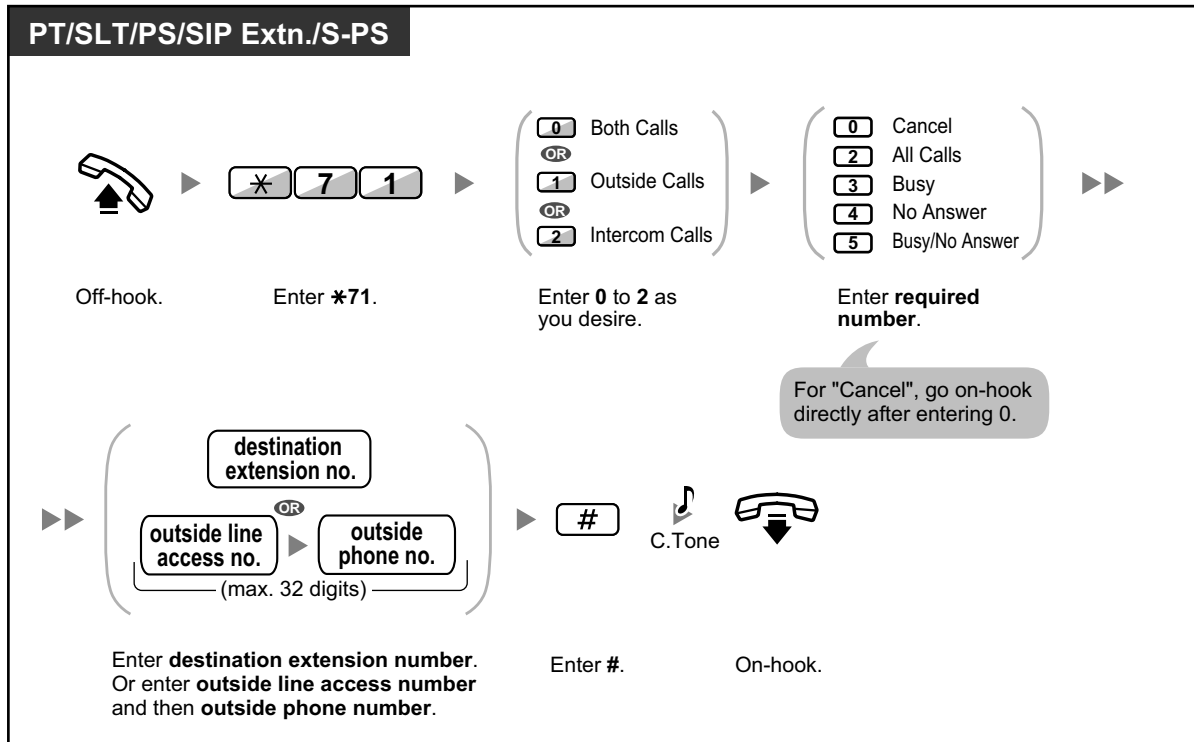 PT/SLT/PS/SIP Extn./S-PS
Off-hook.
* 7 1
Enter *71.
0 Both Calls
OR
1 Outside Calls
OR
2 Intercom Calls
Enter 0 to 2 as
you desire.
0 Cancel
2 All Calls
3 Busy
4 No Answer
5 Busy/No Answer
Enter required
number.
For "Cancel", go on-hook
directly after entering 0.
destination
extension no.
OR
outside line
access no.
outside
phone no.
(max. 32 digits)
Enter destination extension number.
Or enter outside line access number
and then outside phone number.
#
Enter #.
C.Tone
On-hook.